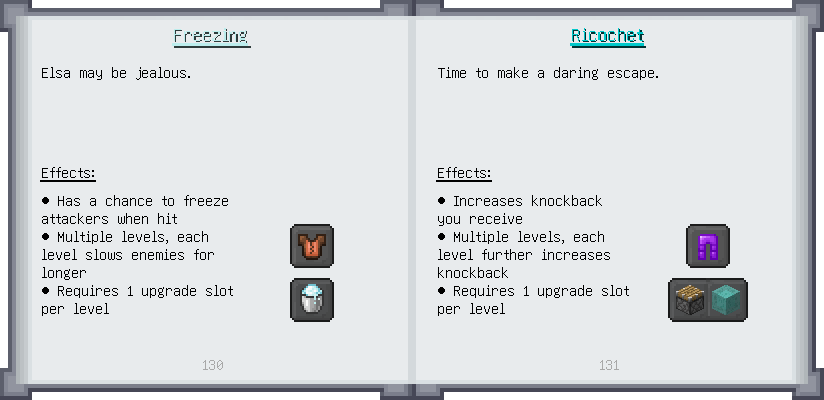 Freezing
Elsa may be jealous.
Effects:
• Has a chance to freeze
attackers when hit
• Multiple levels, each
level slows enemies for
longer
• Requires 1 upgrade slot
per level
130
Ricochet
Time to make a daring escape.
Effects:
• Increases knockback
you receive
• Multiple levels, each
level further increases
knockback
• Requires 1 upgrade slot
per level
131